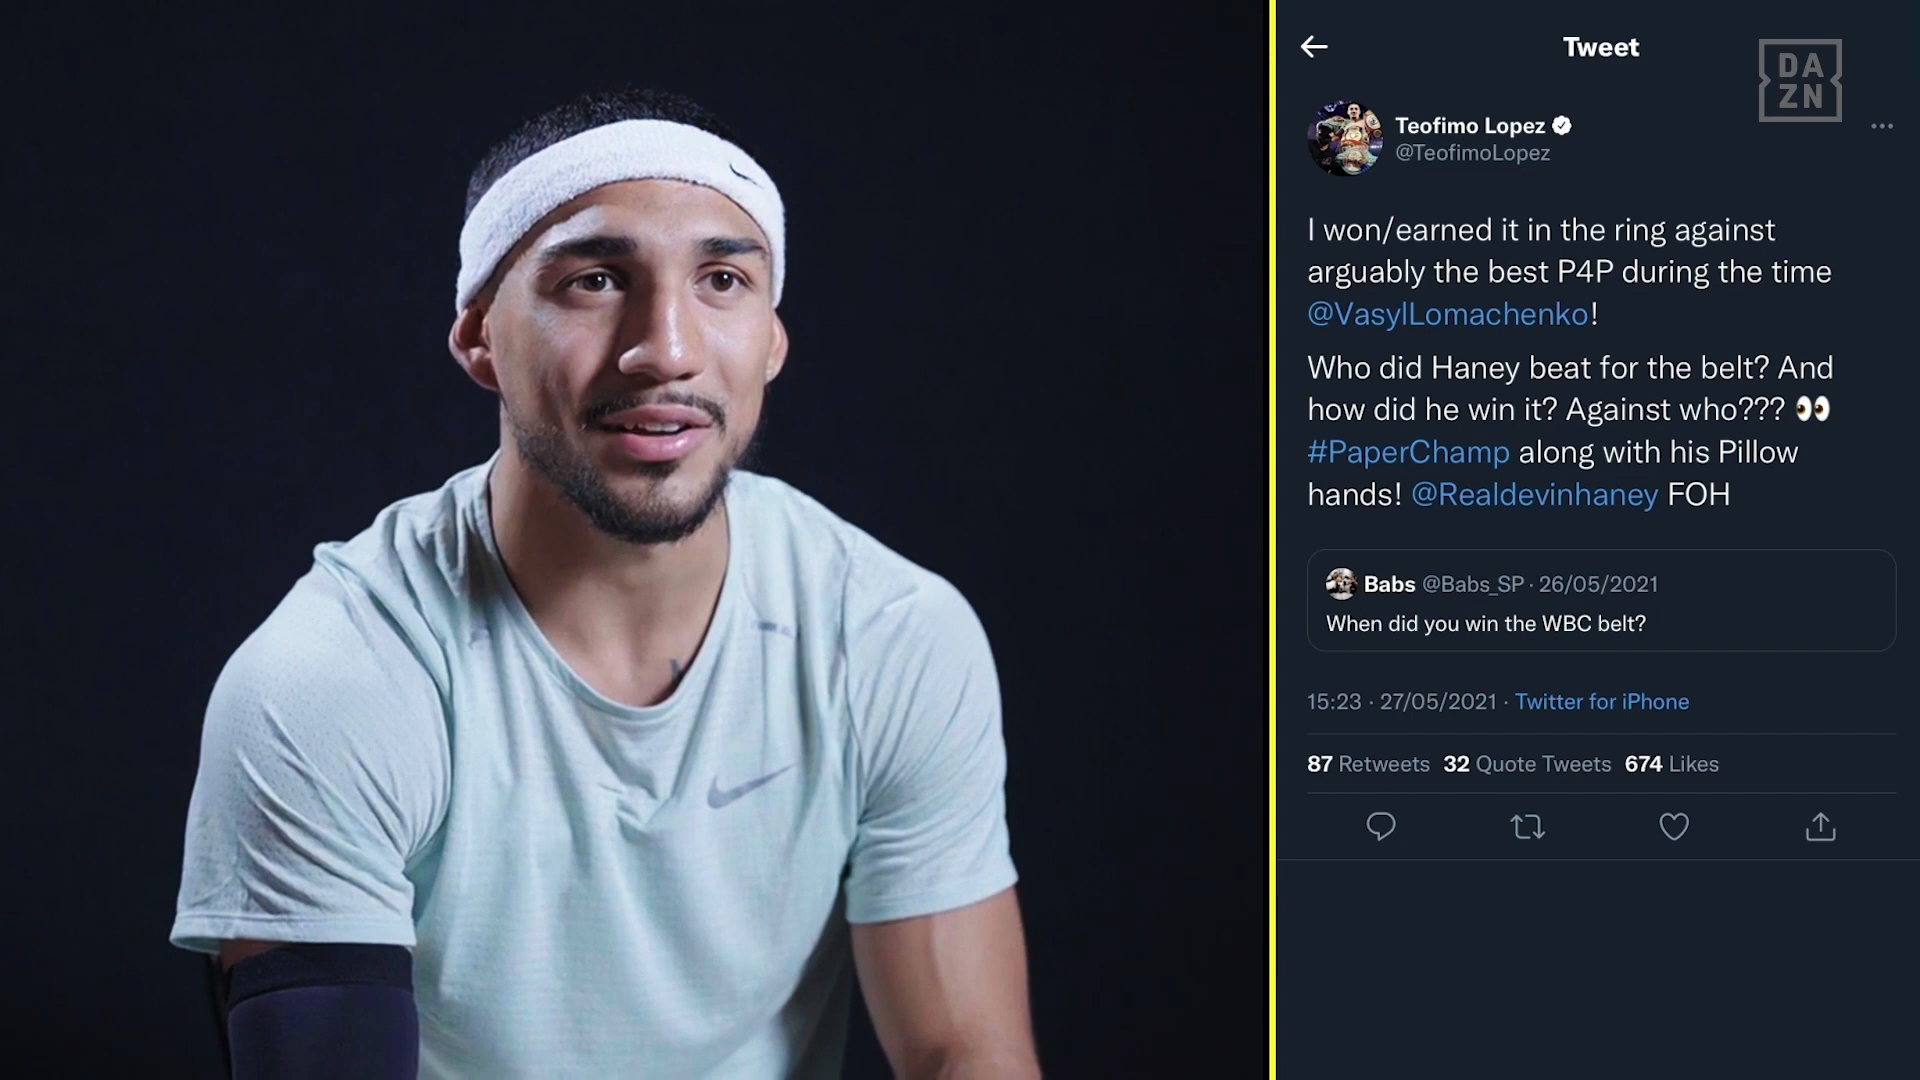 Tweet
DA
ZN
Teofimo Lopez
@TeofimoLopez
I won/earned it in the ring against
arguably the best P4P during the time
@VasylLomachenko!
Who did Haney beat for the belt? And
how did he win it? Against who??? 👀
#PaperChamp along with his Pillow
hands! @Realdevinhaney FOH
Babs @Babs_SP · 26/05/2021
When did you win the WBC belt?
15:23 · 27/05/2021 · Twitter for iPhone
87 Retweets 32 Quote Tweets 674 Likes